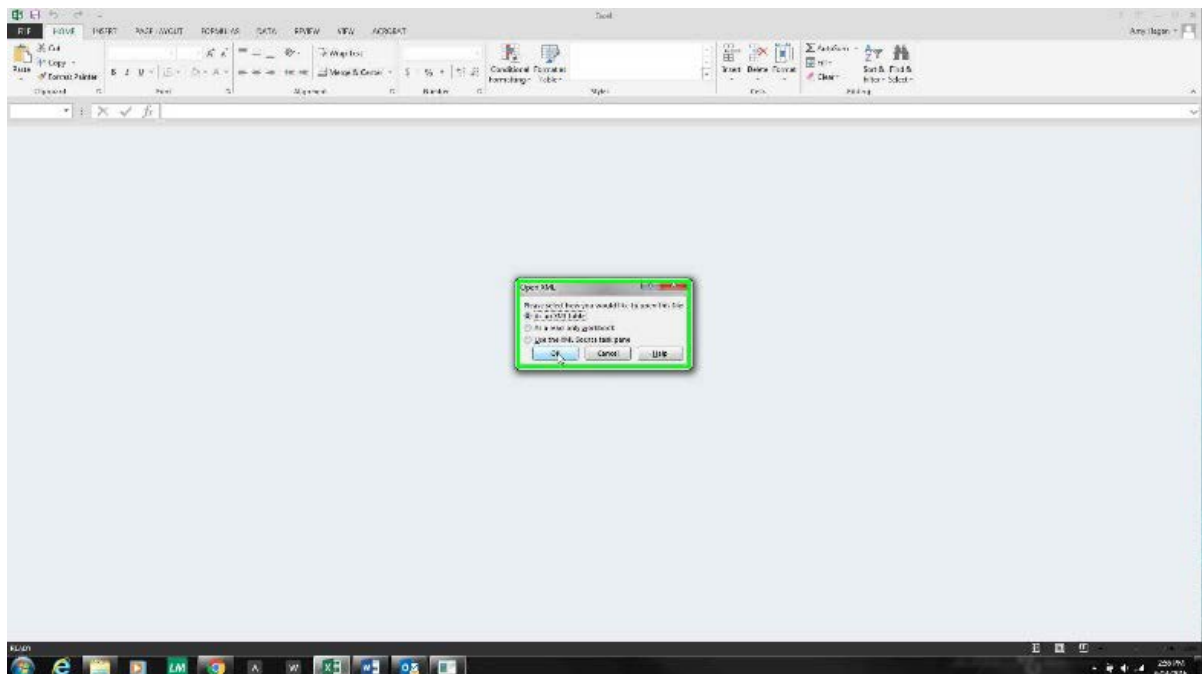 Excel
FILE HOME INSERT PAGE LAYOUT FORMULAS DATA REVIEW VIEW ACROBAT
Cut
Copy
Paste
Format Painter
B I U
Wrap Text
Merge & Center
$ %
Conditional Formatting
Format as Table
Insert Delete Format
AutoSum
Fill
Clear
Sort & Filter
Find & Select
Clipboard Font Alignment Number Styles Cells Editing
fx
Open XML
Please select how you would like to open this file
As an XML table
As a read-only workbook
Use the XML Source task pane
OK Cancel Help
READY
LM